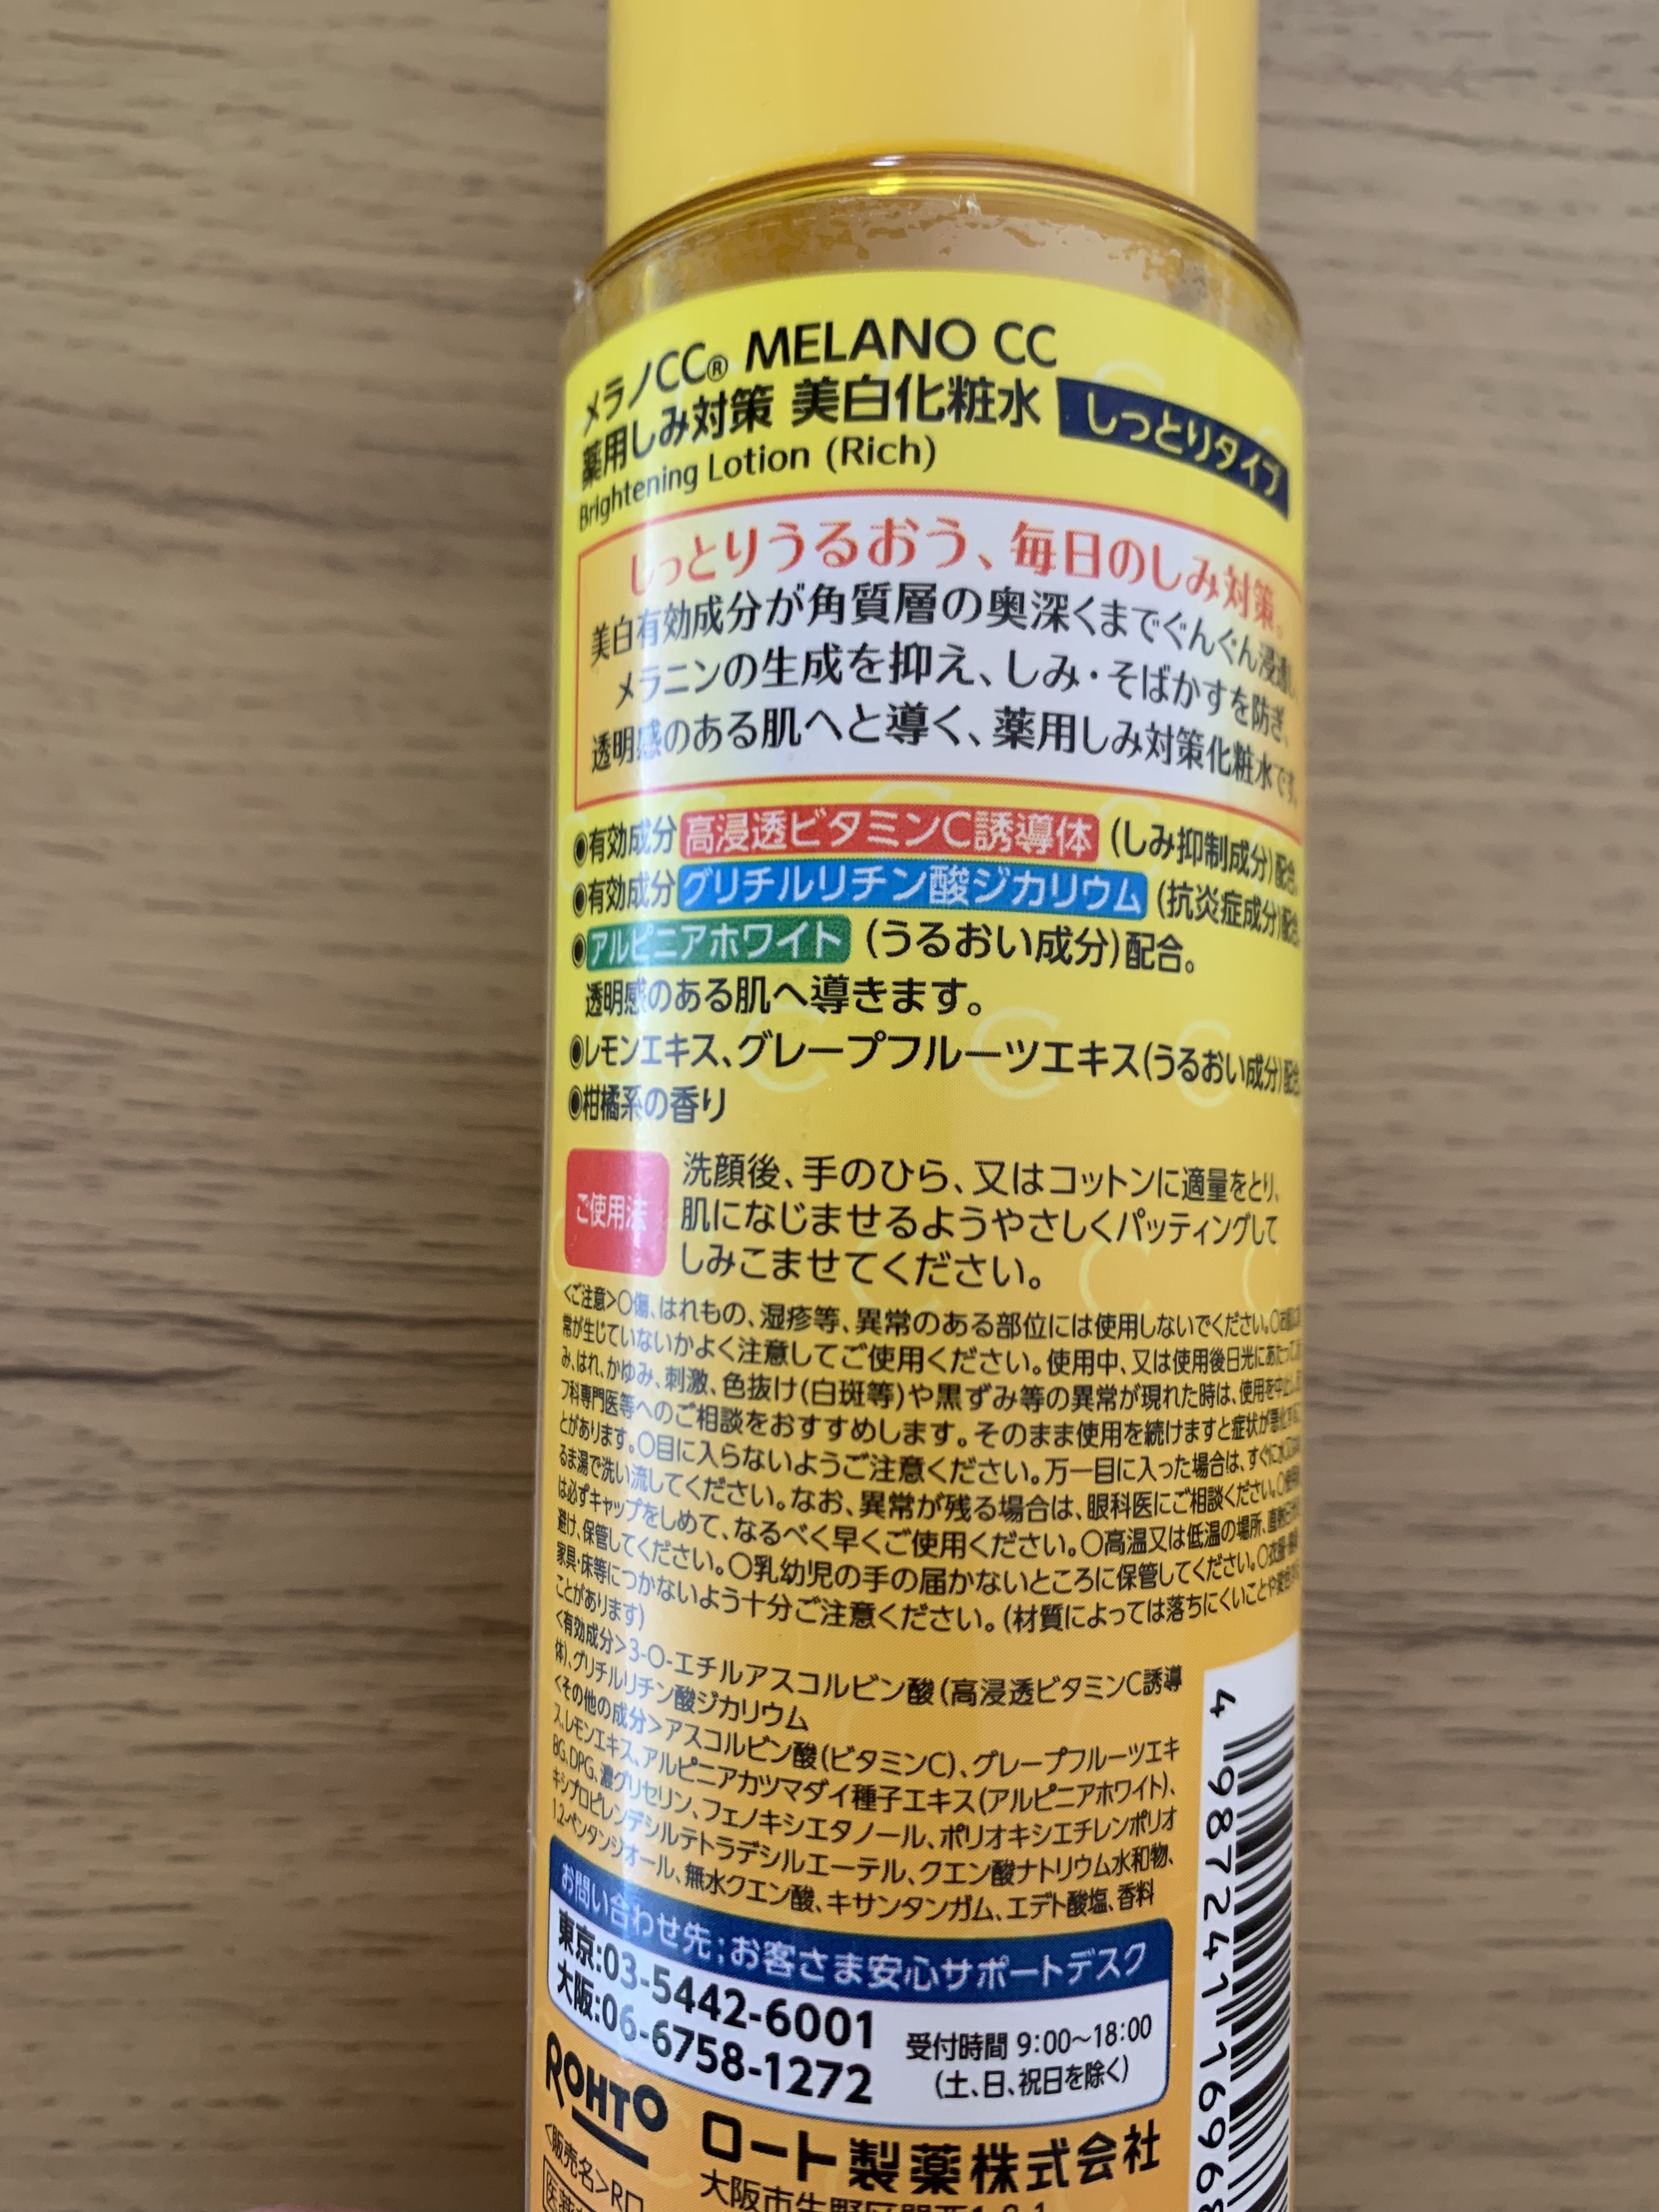 メラノCC® MELANO CC
薬用しみ対策 美白化粧水 しっとりタイプ
Brightening Lotion (Rich)
しっとりうるおう、毎日のしみ対策。
美白有効成分が角質層の奥深くまでぐんぐん浸透し、
メラニンの生成を抑え、しみ・そばかすを防ぎ、
透明感のある肌へと導く、薬用しみ対策化粧水です。
◉有効成分 高浸透ビタミンC誘導体 (しみ抑制成分)配合。
◉有効成分 グリチルリチン酸ジカリウム (抗炎症成分)配合。
◉アルピニアホワイト (うるおい成分)配合。
透明感のある肌へ導きます。
◉レモンエキス、グレープフルーツエキス(うるおい成分)配合
◉柑橘系の香り
ご使用法
洗顔後、手のひら、又はコットンに適量をとり、
肌になじませるようやさしくパッティングして
しみこませてください。
<ご注意>○傷、はれもの、湿疹等、異常のある部位には使用しないでください。○
常が生じていないかよく注意してご使用ください。使用中、又は使用後日光にあたって
み、はれ、かゆみ、刺激、色抜け(白斑等)や黒ずみ等の異常が現れた時は、使用を中止し、
フ科専門医等へのご相談をおすすめします。そのまま使用を続けますと症状が悪化する
とがあります。○目に入らないようご注意ください。万一目に入った場合は、すぐに水
るま湯で洗い流してください。なお、異常が残る場合は、眼科医にご相談ください。○
は必ずキャップをしめて、なるべく早くご使用ください。○高温又は低温の場所、直射
避け、保管してください。○乳幼児の手の届かないところに保管してください。○
家具・床等につかないよう十分ご注意ください。(材質によっては落ちにくいことや
ことがあります)
<有効成分>3-O-エチルアスコルビン酸(高浸透ビタミンC誘導
体)、グリチルリチン酸ジカリウム
<その他の成分>アスコルビン酸(ビタミンC)、グレープフルーツエキ
ス、レモンエキス、アルピニアカツマダイ種子エキス(アルピニアホワイト)、
BG、DPG、濃グリセリン、フェノキシエタノール、ポリオキシエチレンポリオ
キシプロピレンデシルテトラデシルエーテル、クエン酸ナトリウム水和物、
1,2-ペンタンジオール、無水クエン酸、キサンタンガム、エデト酸塩、香料
お問い合わせ先;お客さま安心サポートデスク
東京:03-5442-6001
大阪:06-6758-1272
受付時間 9:00~18:00
(土、日、祝日を除く)
ROHTO ロート製薬株式会社
<販売名>Rロ
4 987241 16968